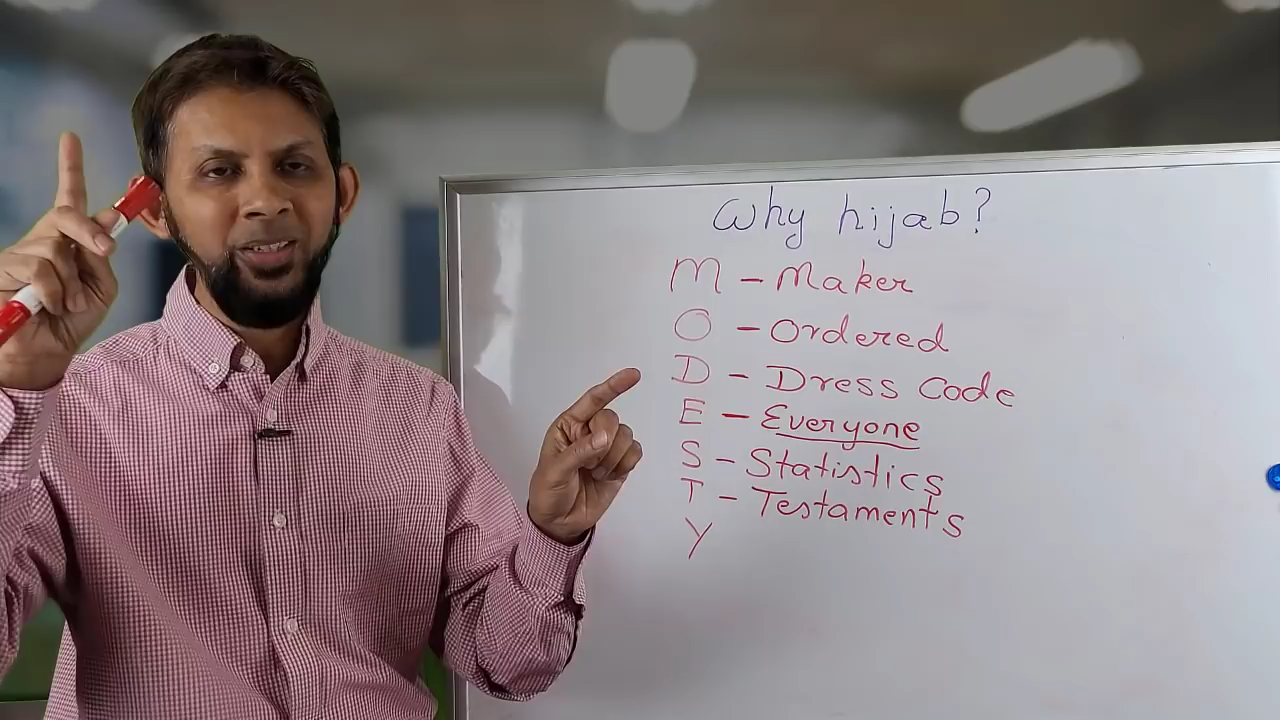 Why hijab?
M - Maker
O - Ordered
D - Dress Code
E - Everyone
S - Statistics
T - Testaments
Y